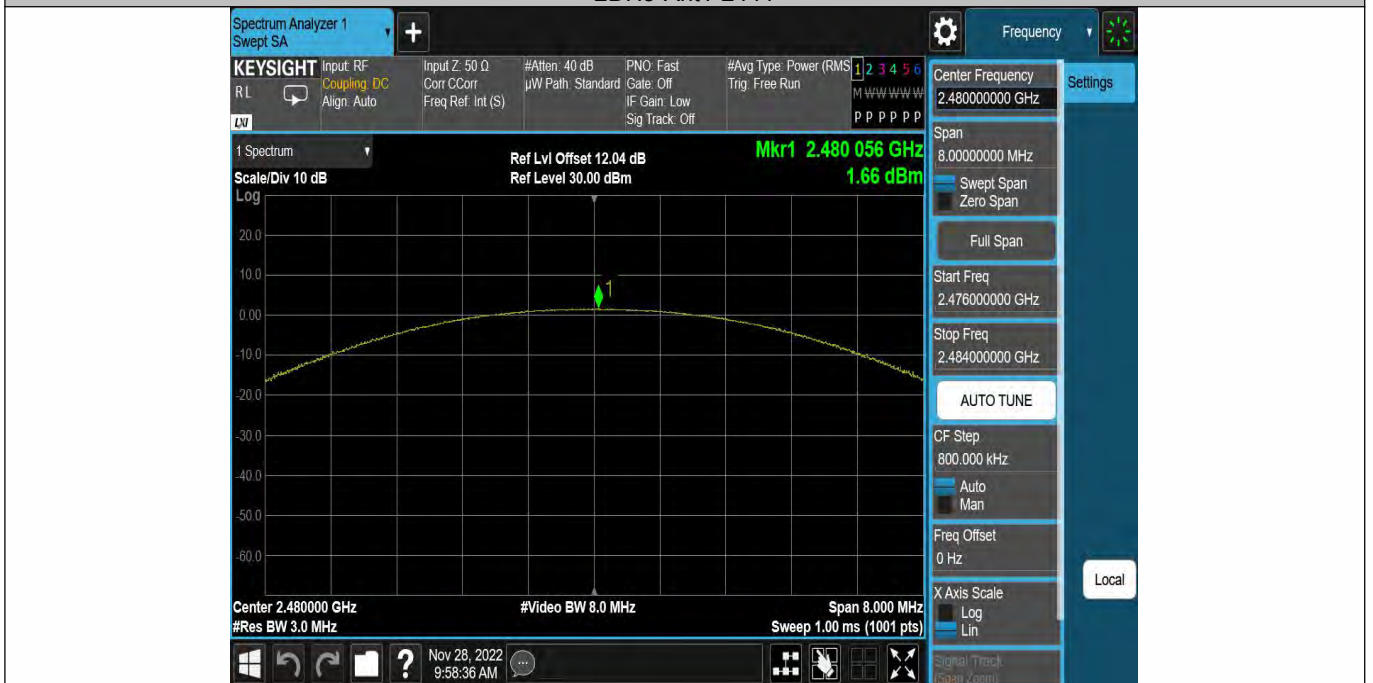 Spectrum Analyzer 1
Swept SA
Frequency
KEYSIGHT
RL
LXI
Input: RF
Coupling: DC
Align: Auto
Input Z: 50 Ω
Corr CCorr
Freq Ref: Int (S)
#Atten: 40 dB
µW Path: Standard
PNO: Fast
Gate: Off
IF Gain: Low
Sig Track: Off
#Avg Type: Power (RMS
Trig: Free Run
1 2 3 4 5 6
M W W W W W
P P P P P P
1 Spectrum
Scale/Div 10 dB
Ref Lvl Offset 12.04 dB
Ref Level 30.00 dBm
Mkr1 2.480 056 GHz
1.66 dBm
Log
20.0
10.0
0.00
-10.0
-20.0
-30.0
-40.0
-50.0
-60.0
1
Center 2.480000 GHz
#Res BW 3.0 MHz
#Video BW 8.0 MHz
Span 8.000 MHz
Sweep 1.00 ms (1001 pts)
Center Frequency
2.480000000 GHz
Settings
Span
8.00000000 MHz
Swept Span
Zero Span
Full Span
Start Freq
2.476000000 GHz
Stop Freq
2.484000000 GHz
AUTO TUNE
CF Step
800.000 kHz
Auto
Man
Freq Offset
0 Hz
X Axis Scale
Log
Lin
Signal Track
(Span Zoom)
Local
?
Nov 28, 2022
9:58:36 AM